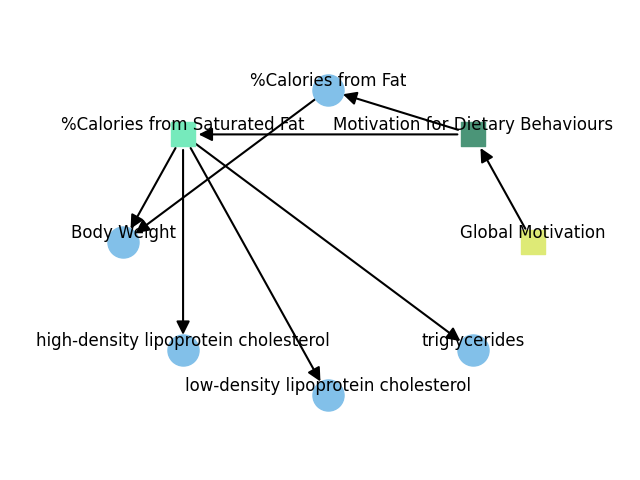 %Calories from Fat
%Calories from Saturated Fat
Motivation for Dietary Behaviours
Body Weight
Global Motivation
high-density lipoprotein cholesterol
triglycerides
low-density lipoprotein cholesterol